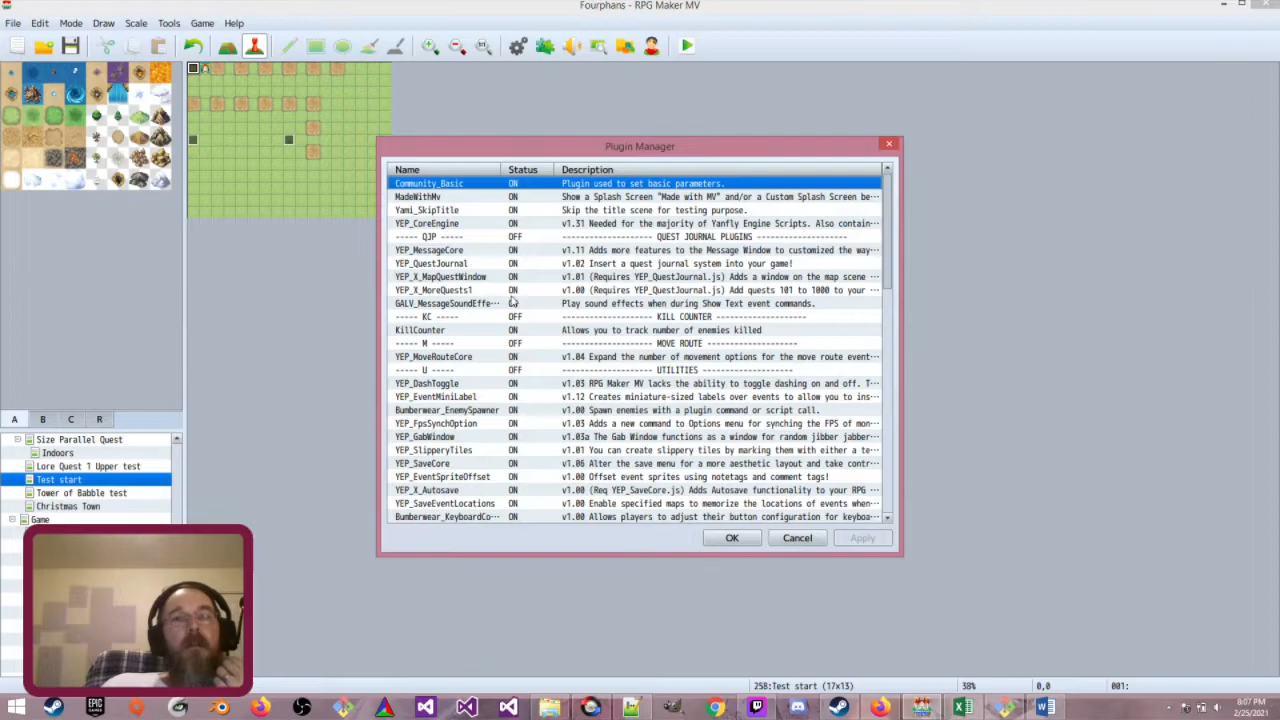 Fourphans - RPG Maker MV
File Edit Mode Draw Scale Tools Game Help
Plugin Manager
Name Status Description
Community_Basic ON Plugin used to set basic parameters.
MadeWithMv ON Show a Splash Screen "Made with MV" and/or a Custom Splash Screen be···
Yami_SkipTitle ON Skip the title scene for testing purpose.
YEP_CoreEngine ON v1.31 Needed for the majority of Yanfly Engine Scripts. Also contain···
----- QJP ----- OFF -------------------- QUEST JOURNAL PLUGINS --------------------
YEP_MessageCore ON v1.11 Adds more features to the Message Window to customized the way···
YEP_QuestJournal ON v1.02 Insert a quest journal system into your game!
YEP_X_MapQuestWindow ON v1.01 (Requires YEP_QuestJournal.js) Adds a window on the map scene ···
YEP_X_MoreQuests1 ON v1.00 (Requires YEP_QuestJournal.js) Add quests 101 to 1000 to your ···
GALV_MessageSoundEffe··· ON Play sound effects when during Show Text event commands.
----- KC ----- OFF -------------------- KILL COUNTER --------------------
KillCounter ON Allows you to track number of enemies killed
----- M ----- OFF -------------------- MOVE ROUTE --------------------
YEP_MoveRouteCore ON v1.04 Expand the number of movement options for the move route event···
----- U ----- OFF -------------------- UTILITIES --------------------
YEP_DashToggle ON v1.03 RPG Maker MV lacks the ability to toggle dashing on and off. T···
YEP_EventMiniLabel ON v1.12 Creates miniature-sized labels over events to allow you to ins···
Bumberwear_EnemySpawner ON v1.00 Spawn enemies with a plugin command or script call.
YEP_FpsSynchOption ON v1.03 Adds a new command to Options menu for synching the FPS of mon···
YEP_GabWindow ON v1.03a The Gab Window functions as a window for random jibber jabber···
YEP_SlipperyTiles ON v1.01 You can create slippery tiles by marking them with either a te···
YEP_SaveCore ON v1.06 Alter the save menu for a more aesthetic layout and take contr···
YEP_EventSpriteOffset ON v1.00 Offset event sprites using notetags and comment tags!
YEP_X_Autosave ON v1.00 (Req YEP_SaveCore.js) Adds Autosave functionality to your RPG ···
YEP_SaveEventLocations ON v1.00 Enable specified maps to memorize the locations of events when···
Bumberwear_KeyboardCo··· ON v1.00 Allows players to adjust their button configuration for keyboa···
OK Cancel Apply
A B C R
Size Parallel Quest
Indoors
Lore Quest 1 Upper test
Test start
Tower of Babble test
Christmas Town
Game
258:Test start (17x13) 38% 0,0 001:
EPIC GAMES
8:07 PM
2/25/2021